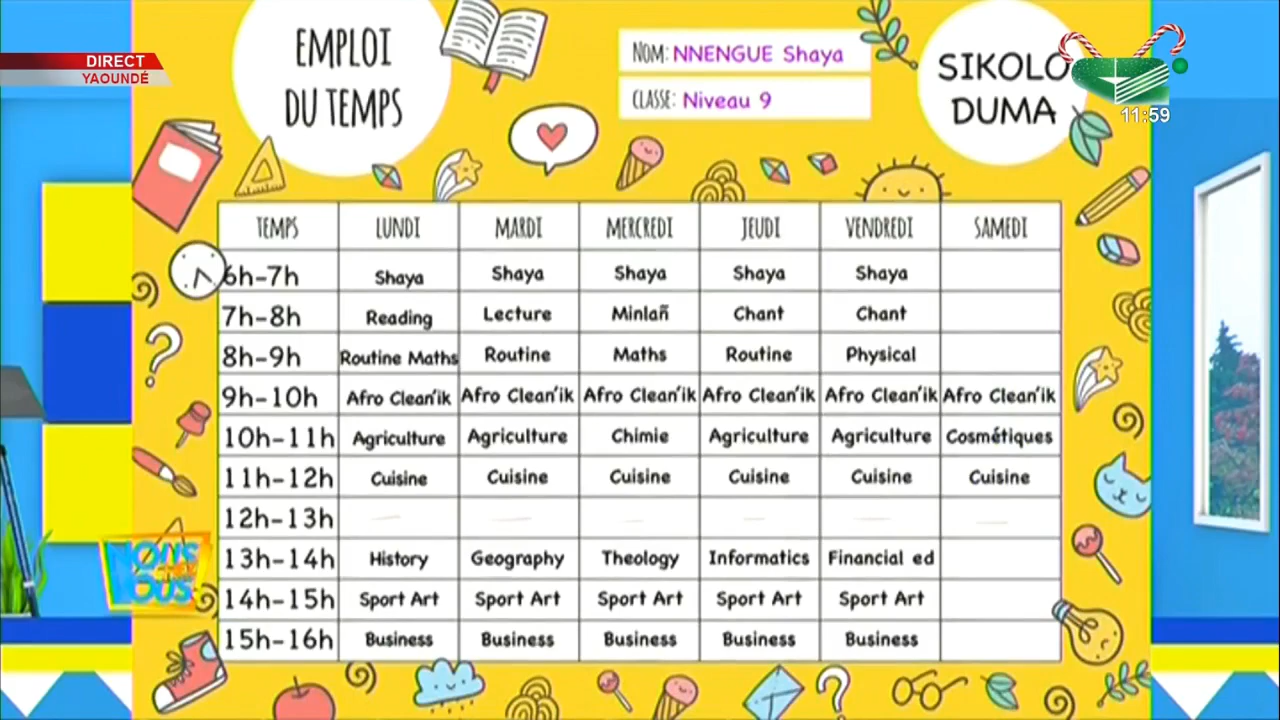 DIRECT
YAOUNDÉ
EMPLOI
DU TEMPS
NOM: NNENGUE Shaya
CLASSE: Niveau 9
SIKOLO
DUMA
11:59
TEMPS LUNDI MARDI MERCREDI JEUDI VENDREDI SAMEDI
6h-7h Shaya Shaya Shaya Shaya Shaya
7h-8h Reading Lecture Minlañ Chant Chant
8h-9h Routine Maths Routine Maths Routine Physical
9h-10h Afro Clean'ik Afro Clean'ik Afro Clean'ik Afro Clean'ik Afro Clean'ik Afro Clean'ik
10h-11h Agriculture Agriculture Chimie Agriculture Agriculture Cosmétiques
11h-12h Cuisine Cuisine Cuisine Cuisine Cuisine Cuisine
12h-13h
13h-14h History Geography Theology Informatics Financial ed
14h-15h Sport Art Sport Art Sport Art Sport Art Sport Art
15h-16h Business Business Business Business Business
NOUS
CHEZ
NOUS